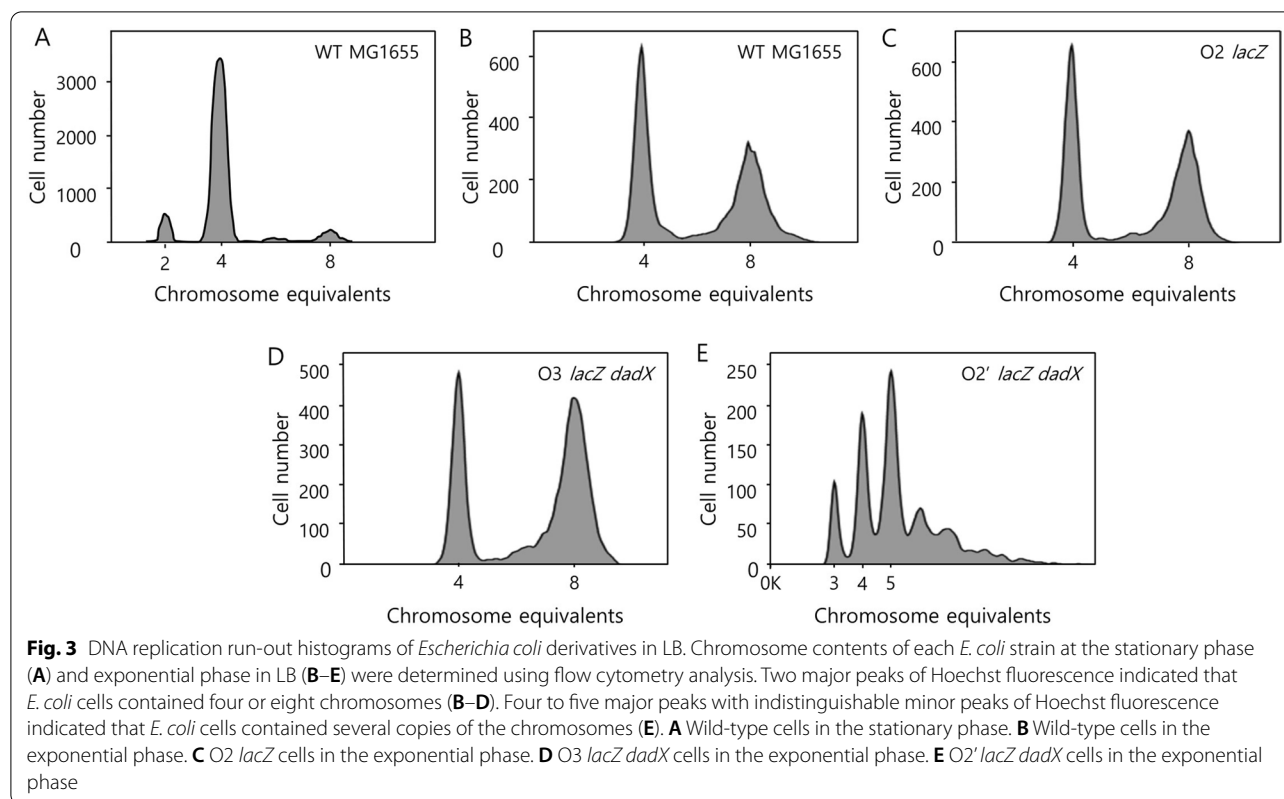 A
WT MG1655
Cell number
3000
2000
1000
0
2
4
8
Chromosome equivalents
B
WT MG1655
Cell number
600
400
200
0
4
8
Chromosome equivalents
C
O2 lacZ
Cell number
600
400
200
0
4
8
Chromosome equivalents
D
O3 lacZ dadX
Cell number
500
400
300
200
100
0
4
8
Chromosome equivalents
E
O2' lacZ dadX
Cell number
250
200
150
100
50
0
0K
3
4
5
Chromosome equivalents
Fig. 3 DNA replication run-out histograms of Escherichia coli derivatives in LB. Chromosome contents of each E. coli strain at the stationary phase
(A) and exponential phase in LB (B–E) were determined using flow cytometry analysis. Two major peaks of Hoechst fluorescence indicated that
E. coli cells contained four or eight chromosomes (B–D). Four to five major peaks with indistinguishable minor peaks of Hoechst fluorescence
indicated that E. coli cells contained several copies of the chromosomes (E). A Wild-type cells in the stationary phase. B Wild-type cells in the
exponential phase. C O2 lacZ cells in the exponential phase. D O3 lacZ dadX cells in the exponential phase. E O2' lacZ dadX cells in the exponential
phase